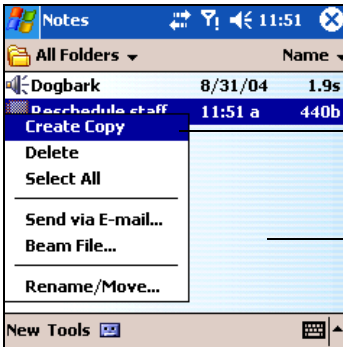 Notes 11:51
All Folders Name
Dogbark 8/31/04 1.9s
Reschedule staff 11:51 a 440b
Create Copy
Delete
Select All
Send via E-mail...
Beam File...
Rename/Move...
New Tools